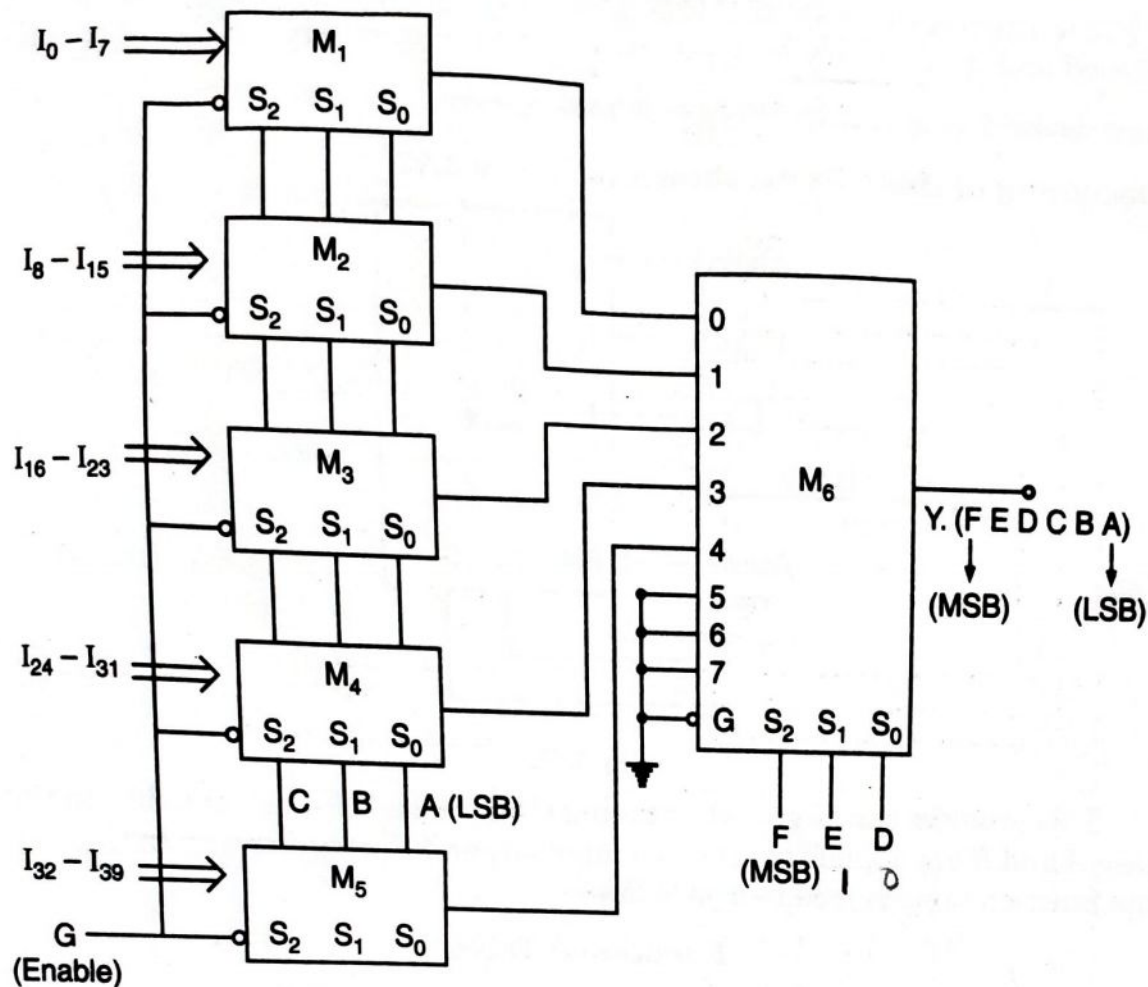 I₀ – I₇
M₁
S₂ S₁ S₀
I₈ – I₁₅
M₂
S₂ S₁ S₀
I₁₆ – I₂₃
M₃
S₂ S₁ S₀
I₂₄ – I₃₁
M₄
S₂ S₁ S₀
C B A (LSB)
I₃₂ – I₃₉
M₅
S₂ S₁ S₀
G
(Enable)
0
1
2
3
4
5
6
7
M₆
G S₂ S₁ S₀
F E D
(MSB) 1 0
Y. (F E D C B A)
(MSB) (LSB)